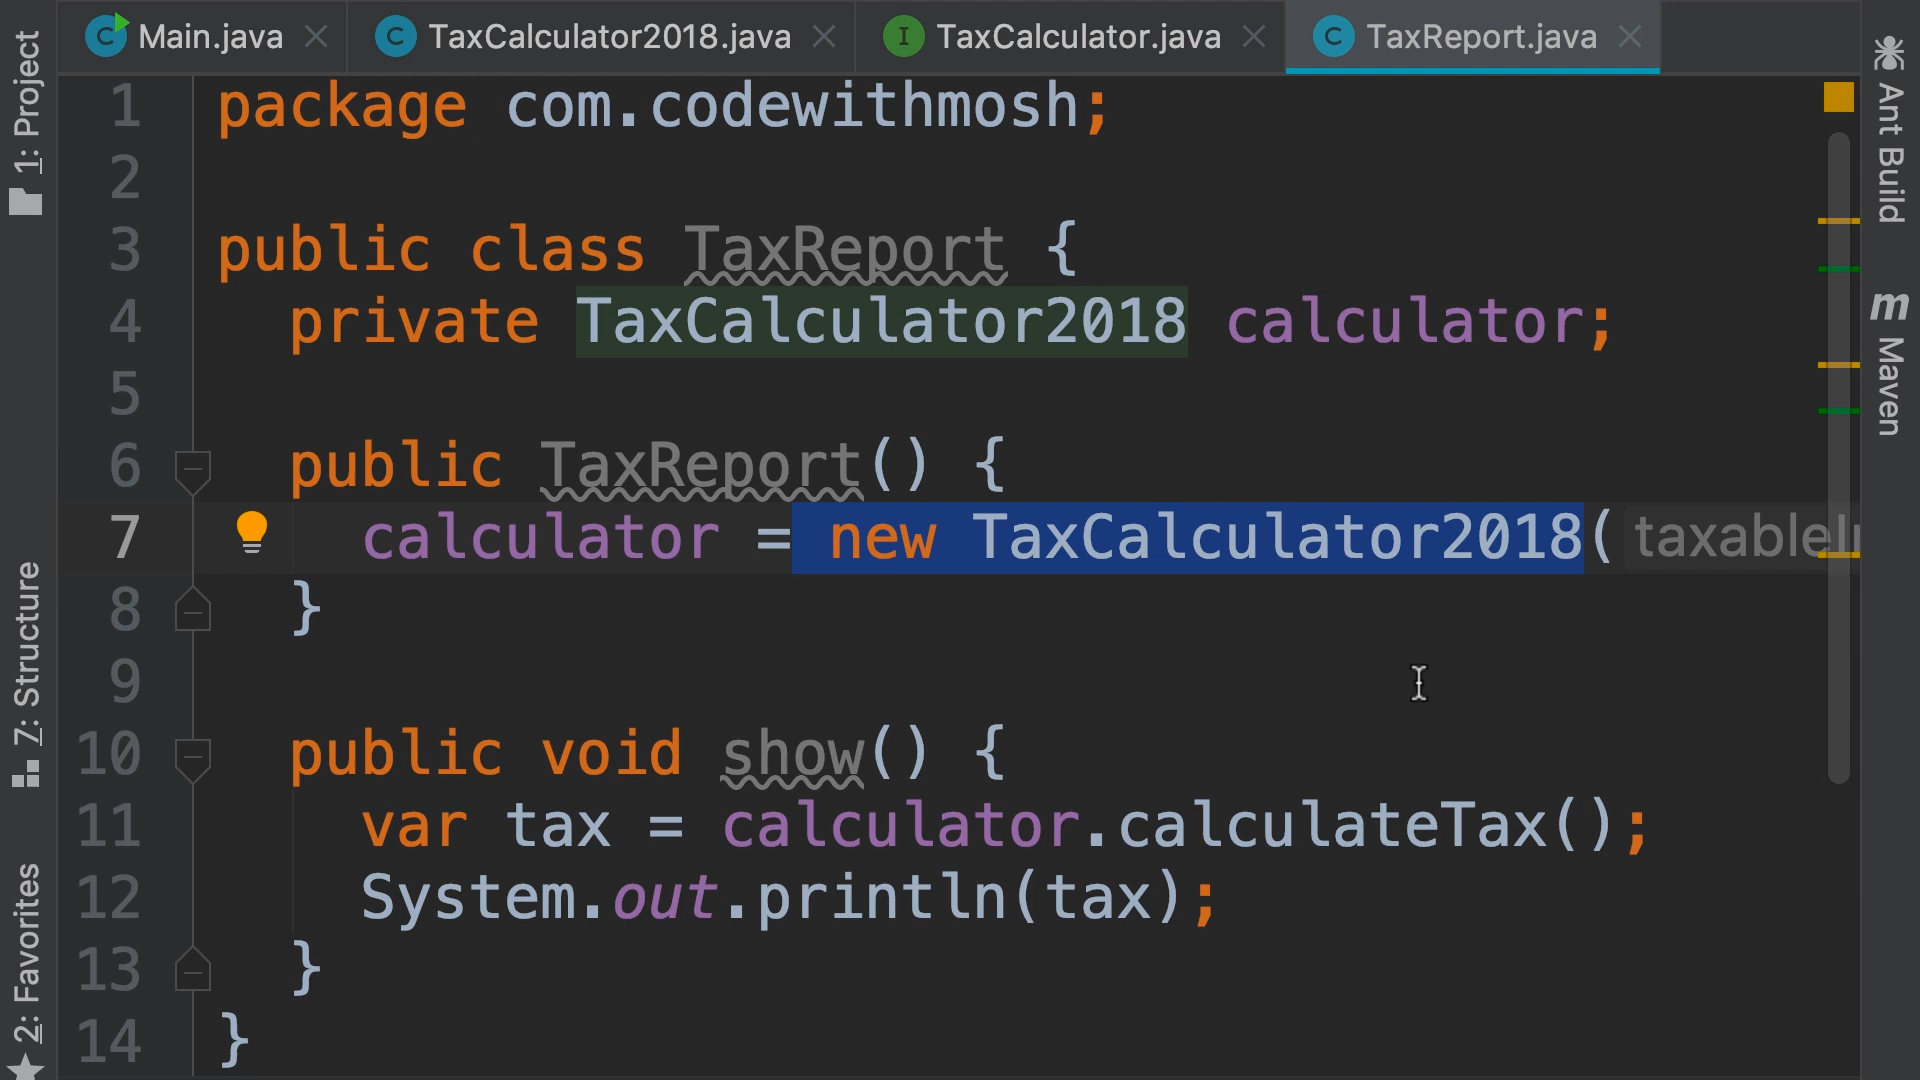 Main.java TaxCalculator2018.java TaxCalculator.java TaxReport.java
1: Project
7: Structure
2: Favorites
1 package com.codewithmosh;
2
3 public class TaxReport {
4 private TaxCalculator2018 calculator;
5
6 public TaxReport() {
7 calculator = new TaxCalculator2018(
8 }
9
10 public void show() {
11 var tax = calculator.calculateTax();
12 System.out.println(tax);
13 }
14 }
Ant Build
m Maven